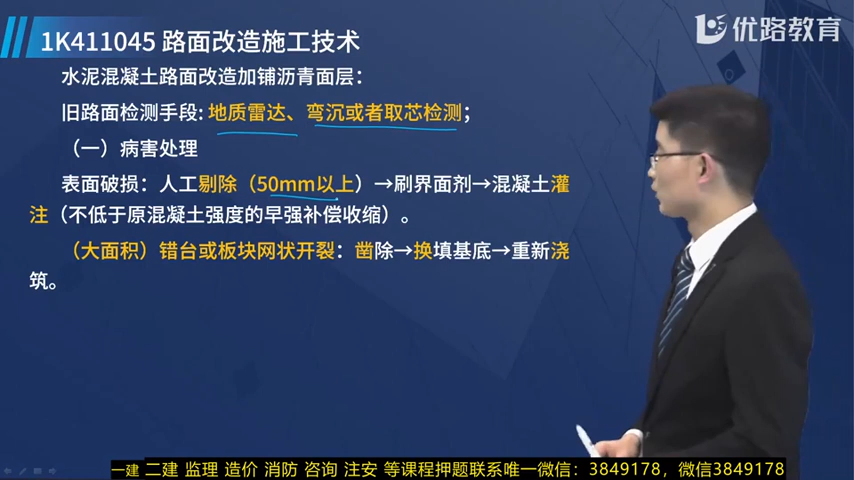 1K411045 路面改造施工技术
优路教育
水泥混凝土路面改造加铺沥青面层：
旧路面检测手段: 地质雷达、弯沉或者取芯检测；
（一）病害处理
表面破损：人工剔除（50mm以上）→刷界面剂→混凝土灌
注（不低于原混凝土强度的早强补偿收缩）。
（大面积）错台或板块网状开裂：凿除→换填基底→重新浇
筑。
一建 二建 监理 造价 消防 咨询 注安 等课程押题联系唯一微信：3849178，微信3849178